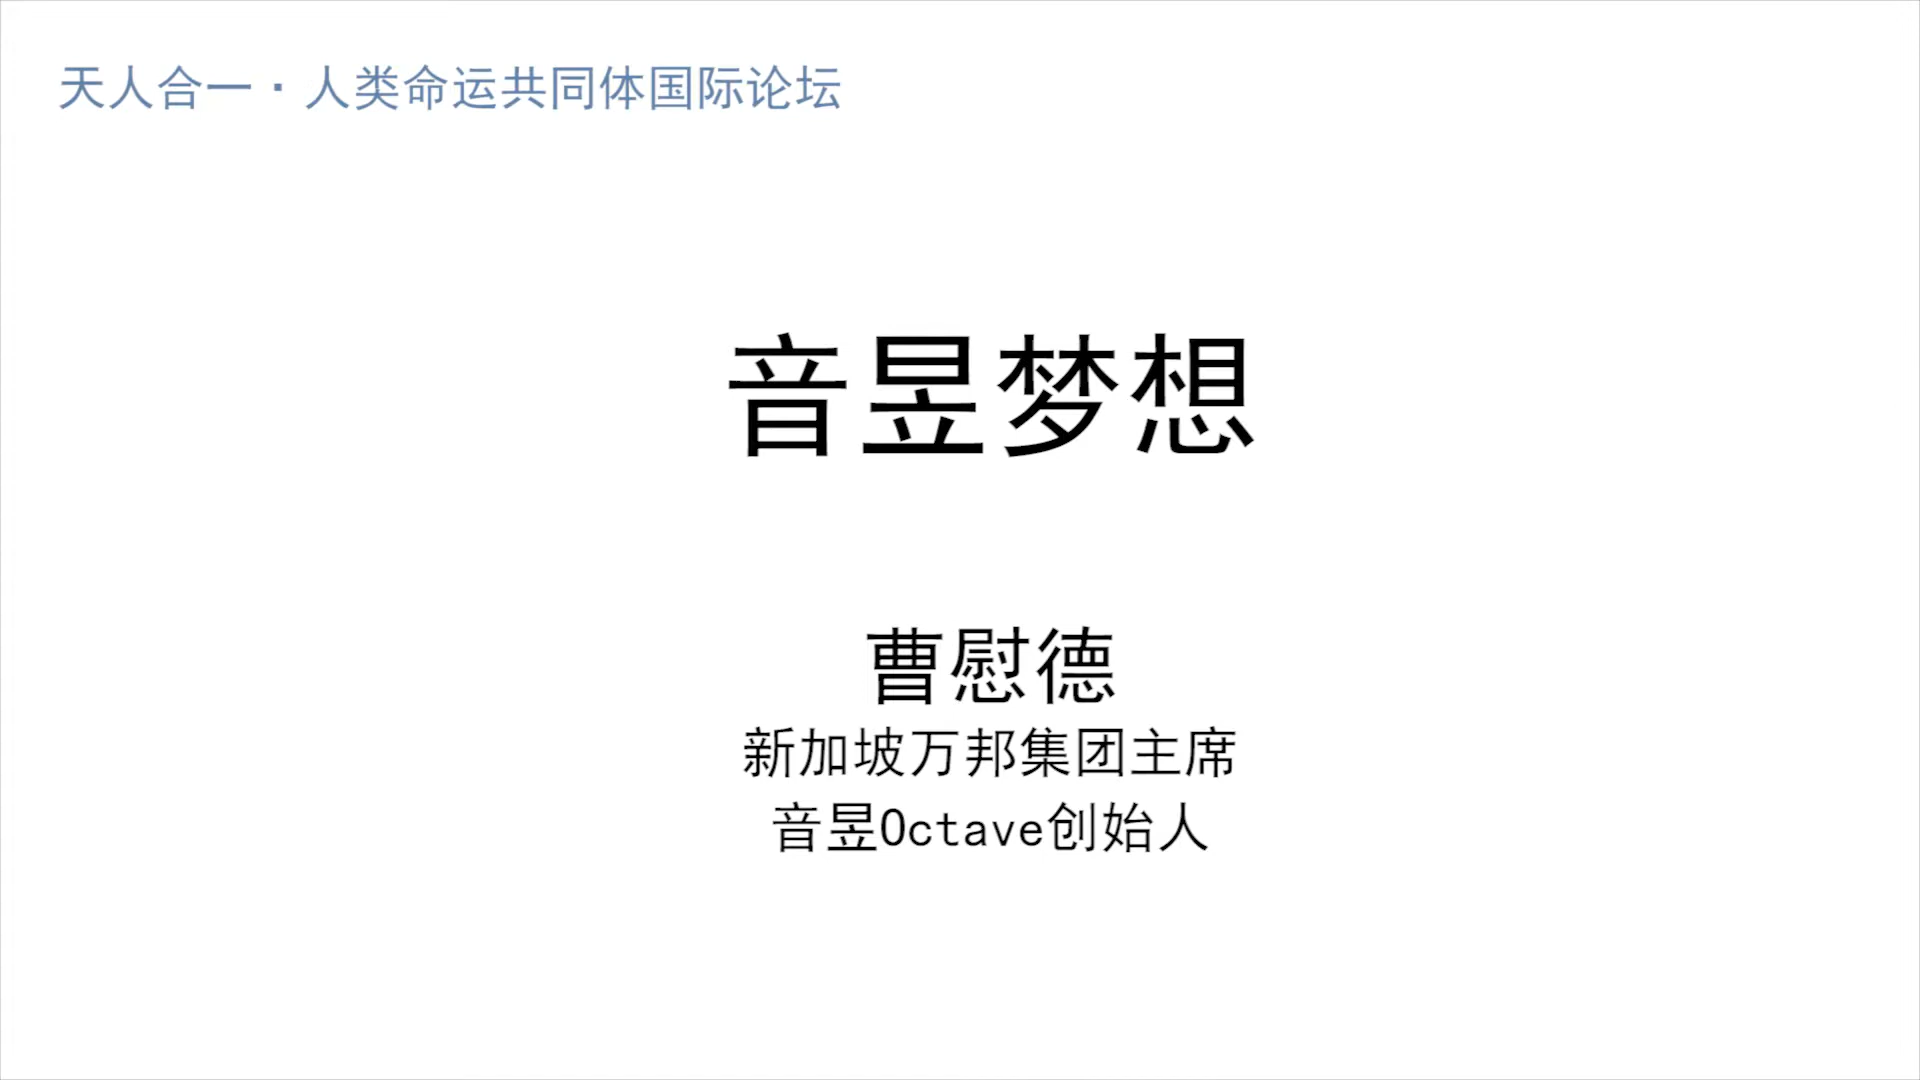 天人合一·人类命运共同体国际论坛
音昱梦想
曹慰德
新加坡万邦集团主席
音昱Octave创始人